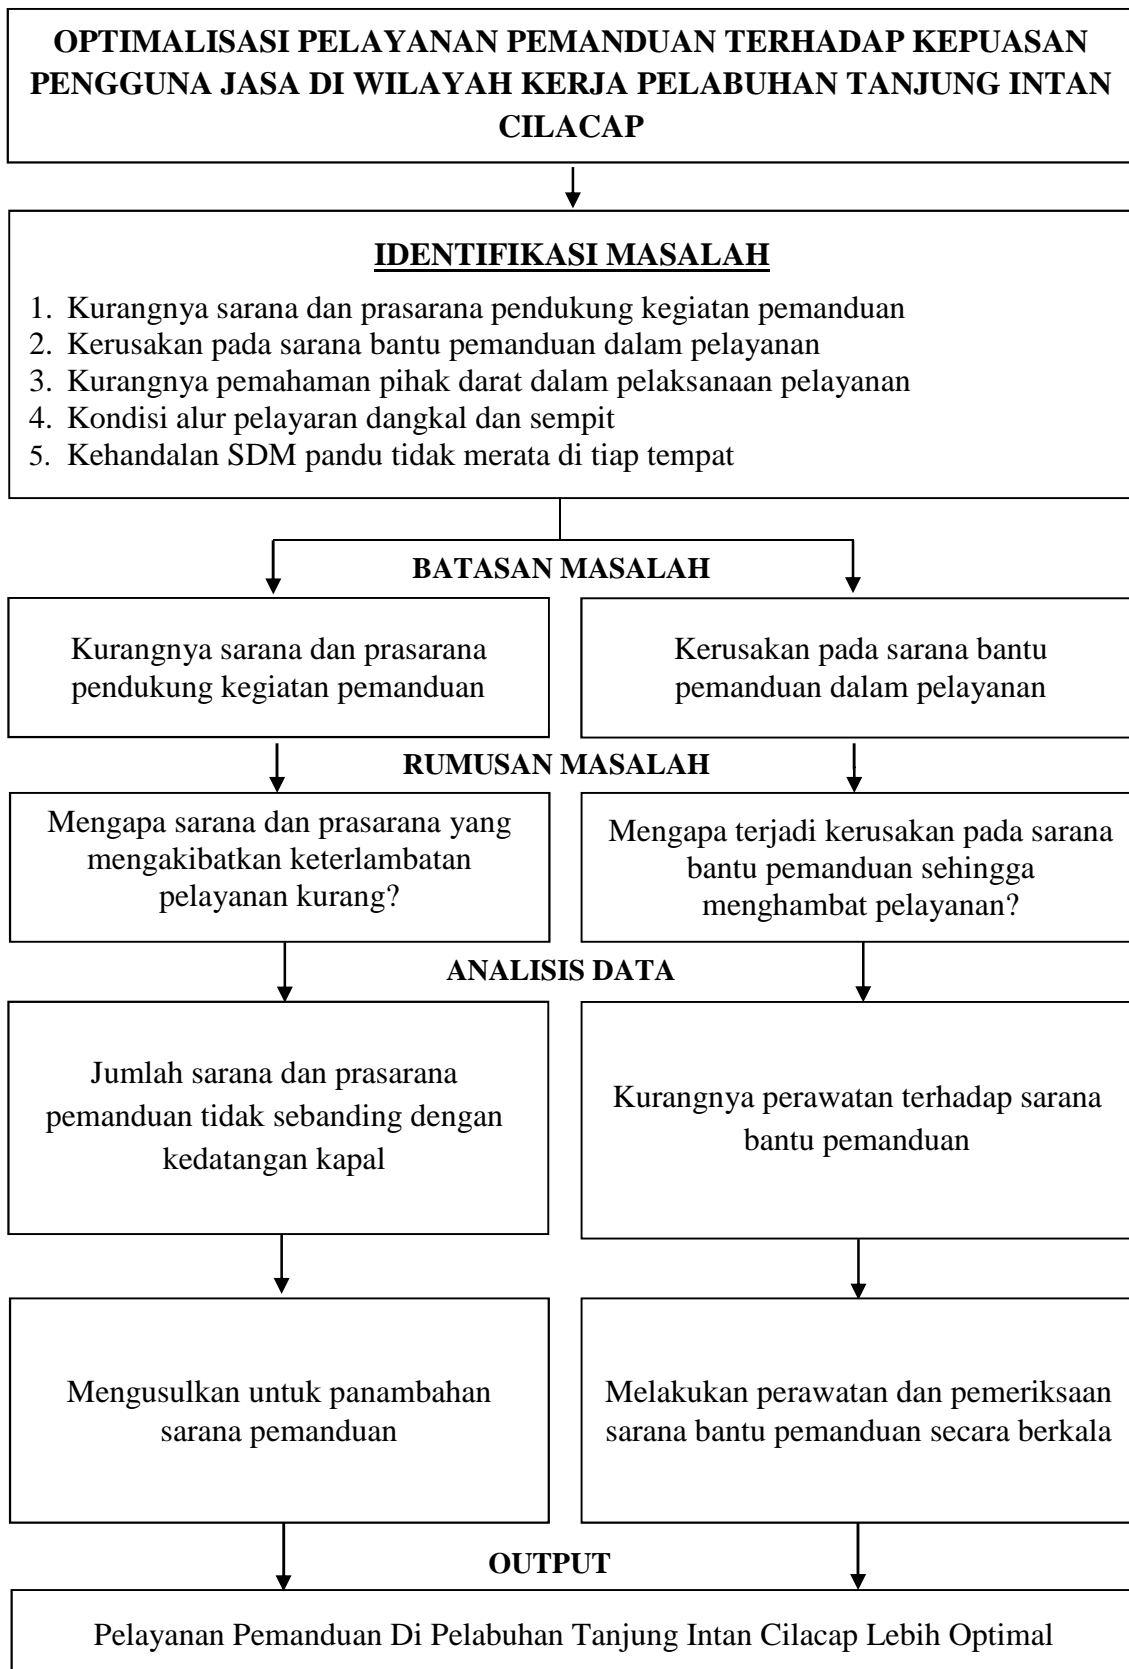 OPTIMALISASI PELAYANAN PEMANDUAN TERHADAP KEPUASAN
PENGGUNA JASA DI WILAYAH KERJA PELABUHAN TANJUNG INTAN
CILACAP
IDENTIFIKASI MASALAH
1. Kurangnya sarana dan prasarana pendukung kegiatan pemanduan
2. Kerusakan pada sarana bantu pemanduan dalam pelayanan
3. Kurangnya pemahaman pihak darat dalam pelaksanaan pelayanan
4. Kondisi alur pelayaran dangkal dan sempit
5. Kehandalan SDM pandu tidak merata di tiap tempat
BATASAN MASALAH
Kurangnya sarana dan prasarana
pendukung kegiatan pemanduan
Kerusakan pada sarana bantu
pemanduan dalam pelayanan
RUMUSAN MASALAH
Mengapa sarana dan prasarana yang
mengakibatkan keterlambatan
pelayanan kurang?
Mengapa terjadi kerusakan pada sarana
bantu pemanduan sehingga
menghambat pelayanan?
ANALISIS DATA
Jumlah sarana dan prasarana
pemanduan tidak sebanding dengan
kedatangan kapal
Kurangnya perawatan terhadap sarana
bantu pemanduan
Mengusulkan untuk panambahan
sarana pemanduan
Melakukan perawatan dan pemeriksaan
sarana bantu pemanduan secara berkala
OUTPUT
Pelayanan Pemanduan Di Pelabuhan Tanjung Intan Cilacap Lebih Optimal